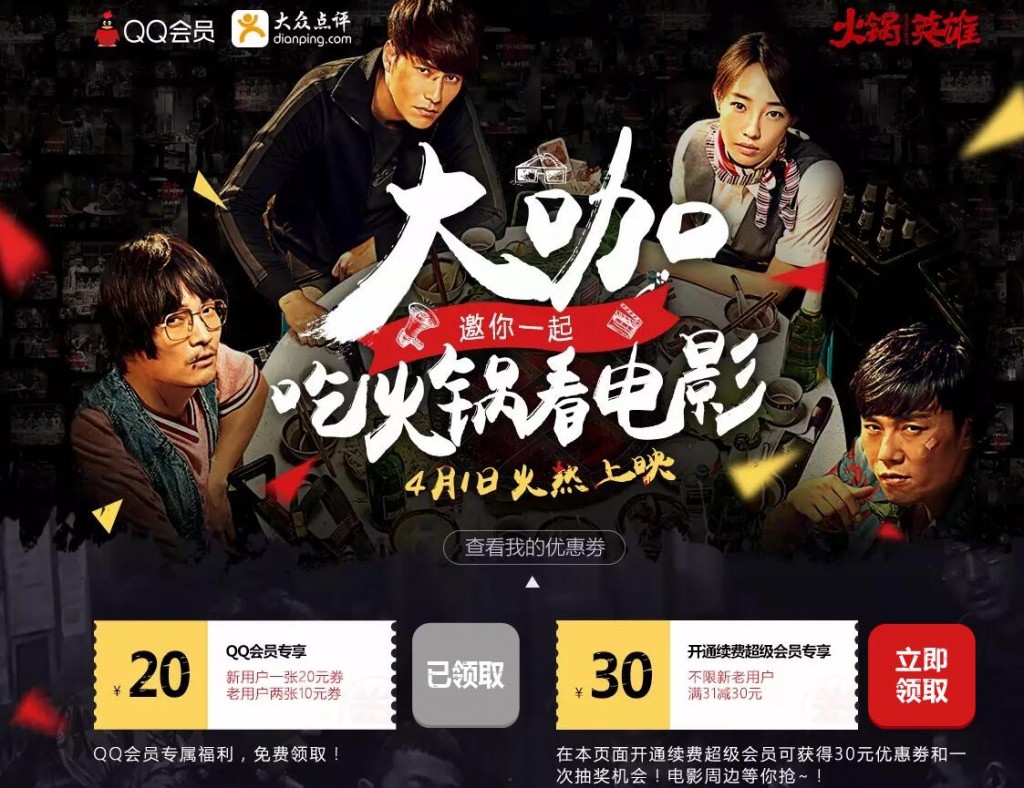 QQ会员
大众点评
dianping.com
火锅英雄
大咖
邀你一起
吃火锅看电影
4月1日火热上映
查看我的优惠券
￥20
QQ会员专享
新用户一张20元券
老用户两张10元券
已领取
QQ会员专属福利，免费领取！
￥30
开通续费超级会员专享
不限新老用户
满31减30元
立即
领取
在本页面开通续费超级会员可获得30元优惠券和一
次抽奖机会！电影周边等你抢~！